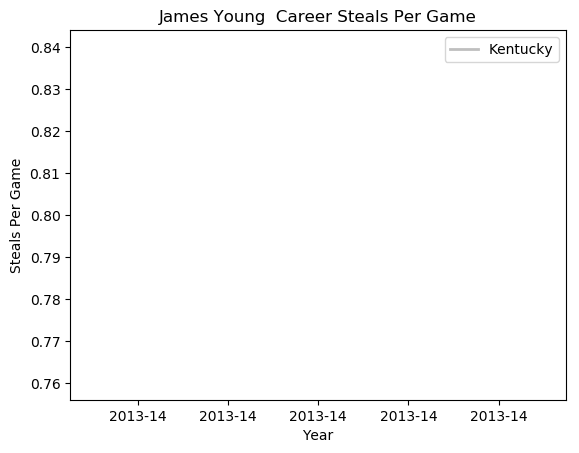 James Young  Career Steals Per Game
Kentucky
0.84
0.83
0.82
0.81
0.80
0.79
0.78
0.77
0.76
Steals Per Game
2013-14 2013-14 2013-14 2013-14 2013-14
Year